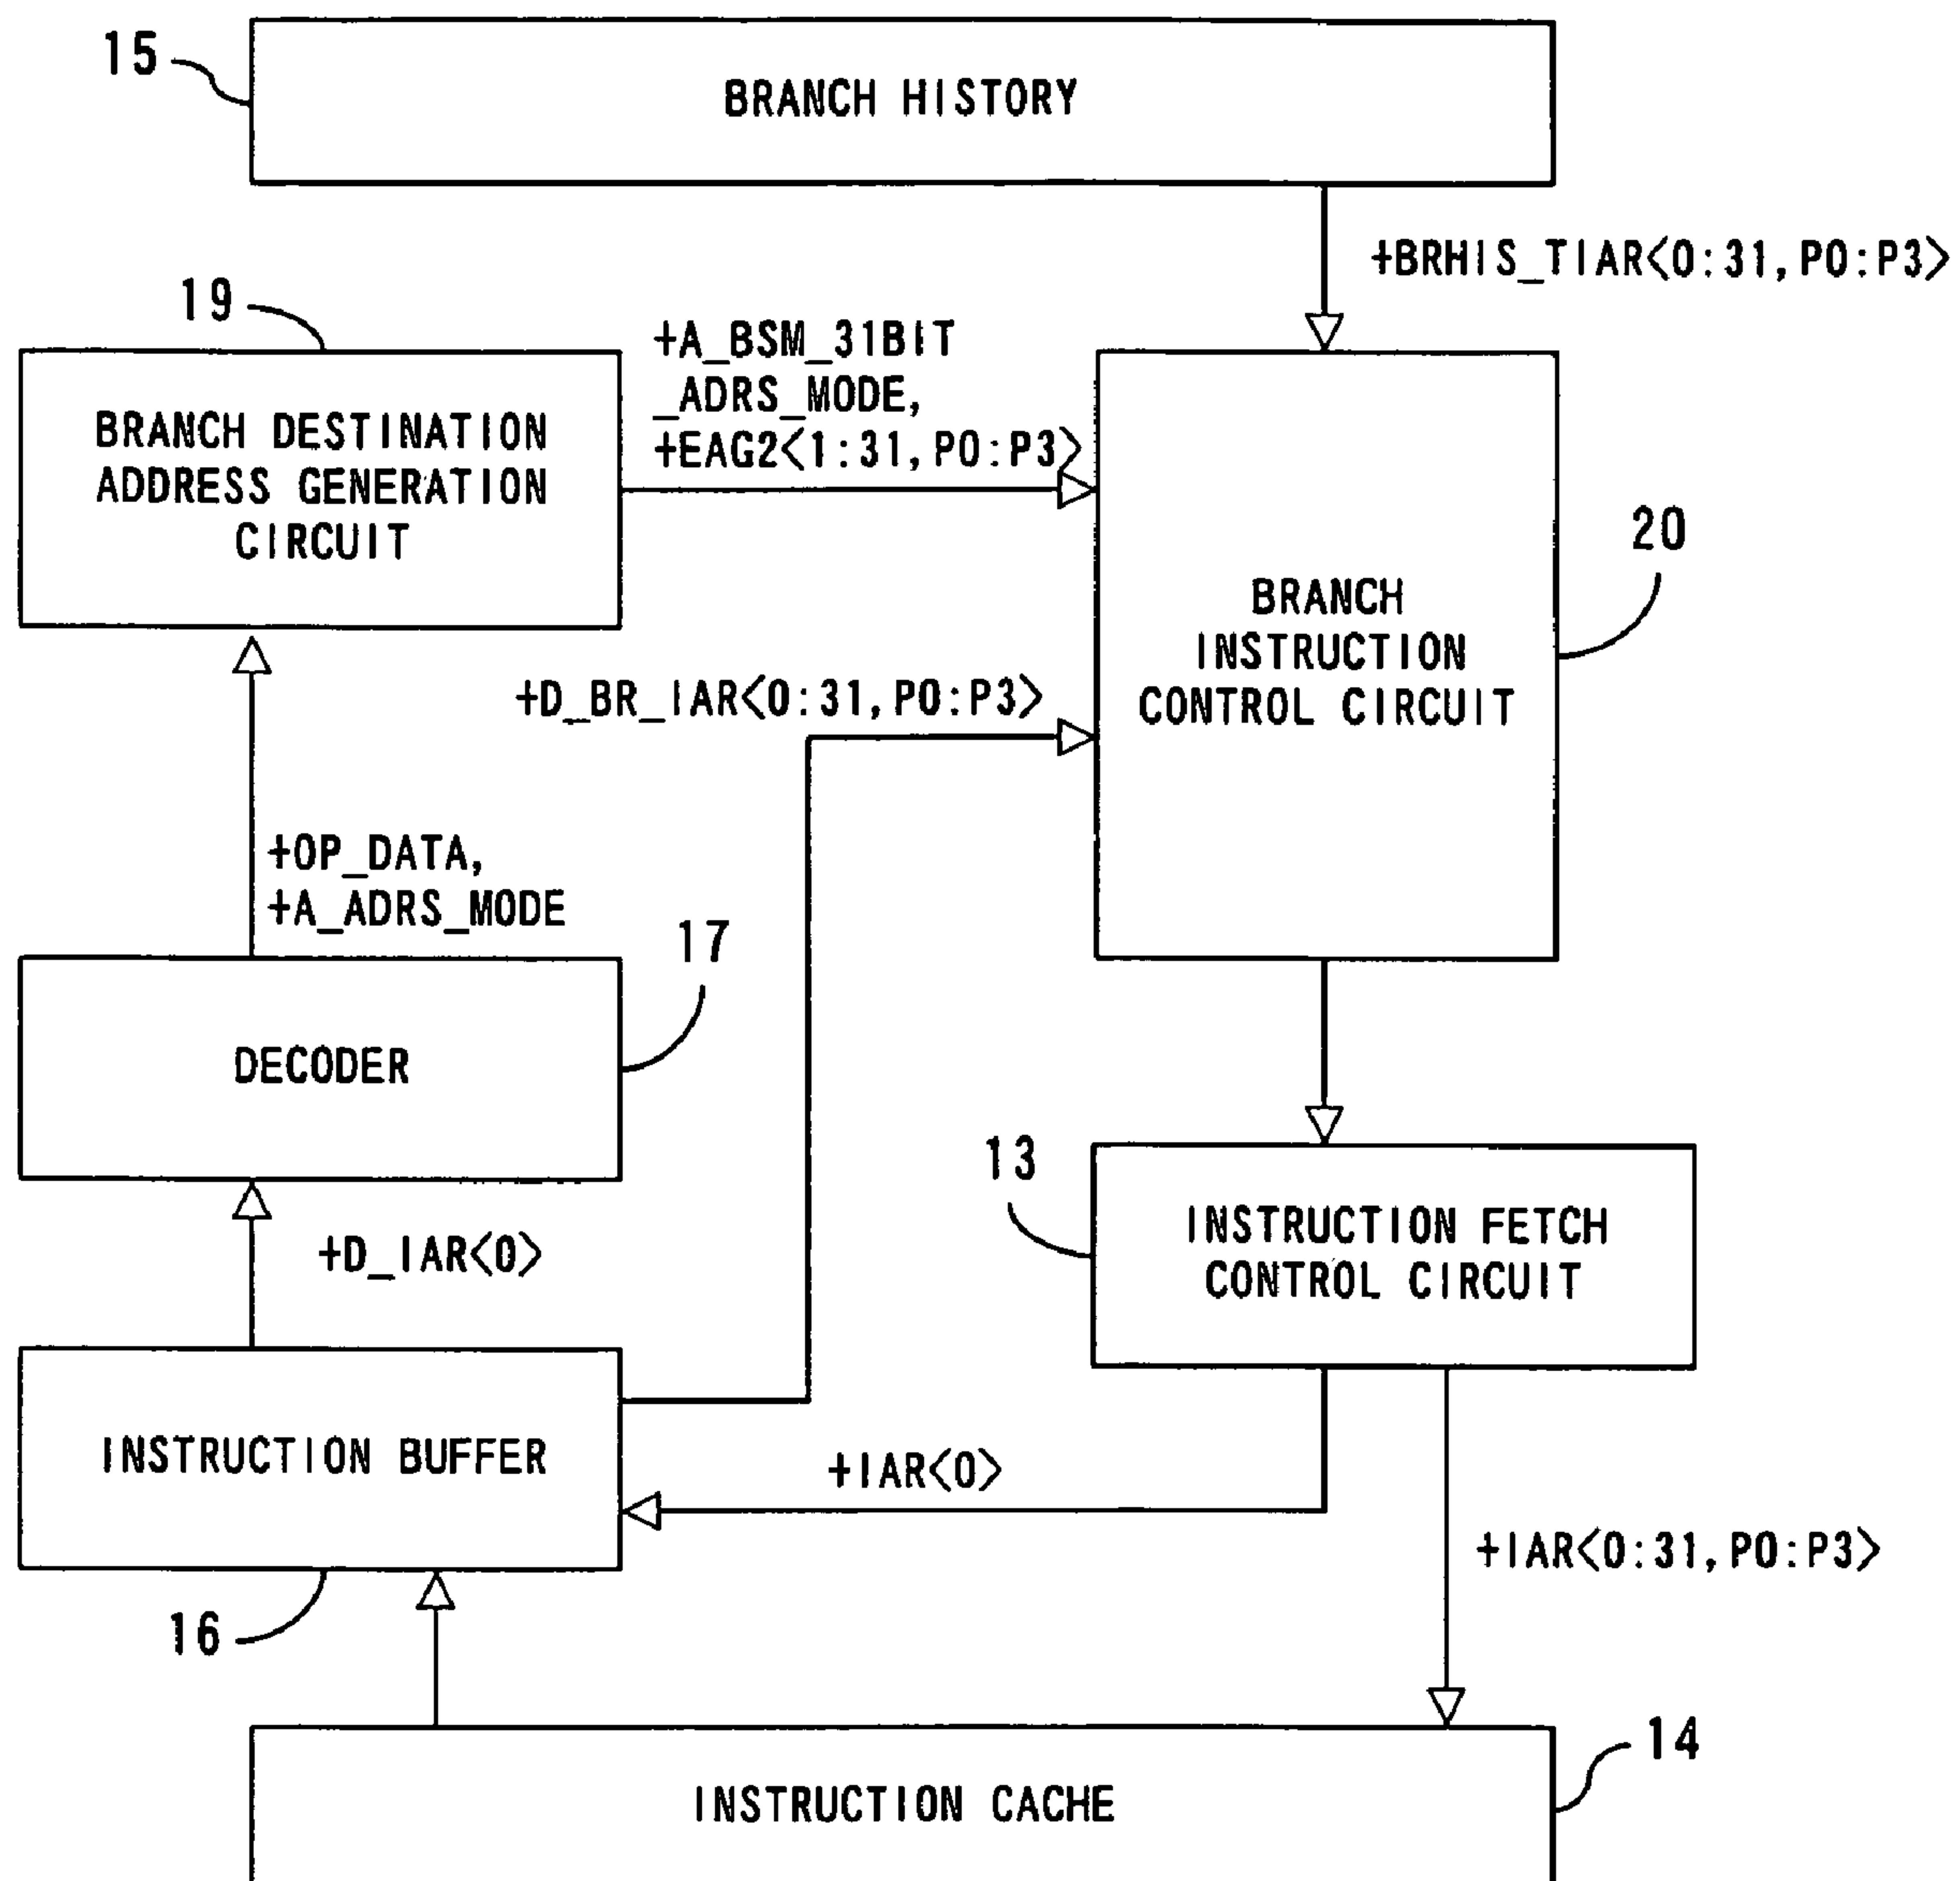 15
BRANCH HISTORY
+BRHIS_TIAR<0:31,P0:P3>
19
+A_BSM_31BIT
_ADRS_MODE,
+EAG2<1:31,P0:P3>
BRANCH DESTINATION
ADDRESS GENERATION
CIRCUIT
20
BRANCH
INSTRUCTION
CONTROL CIRCUIT
+D_BR_IAR<0:31,P0:P3>
+OP_DATA,
+A_ADRS_MODE
17
DECODER
13
INSTRUCTION FETCH
CONTROL CIRCUIT
+D_IAR<0>
INSTRUCTION BUFFER
+IAR<0>
+IAR<0:31,P0:P3>
16
14
INSTRUCTION CACHE